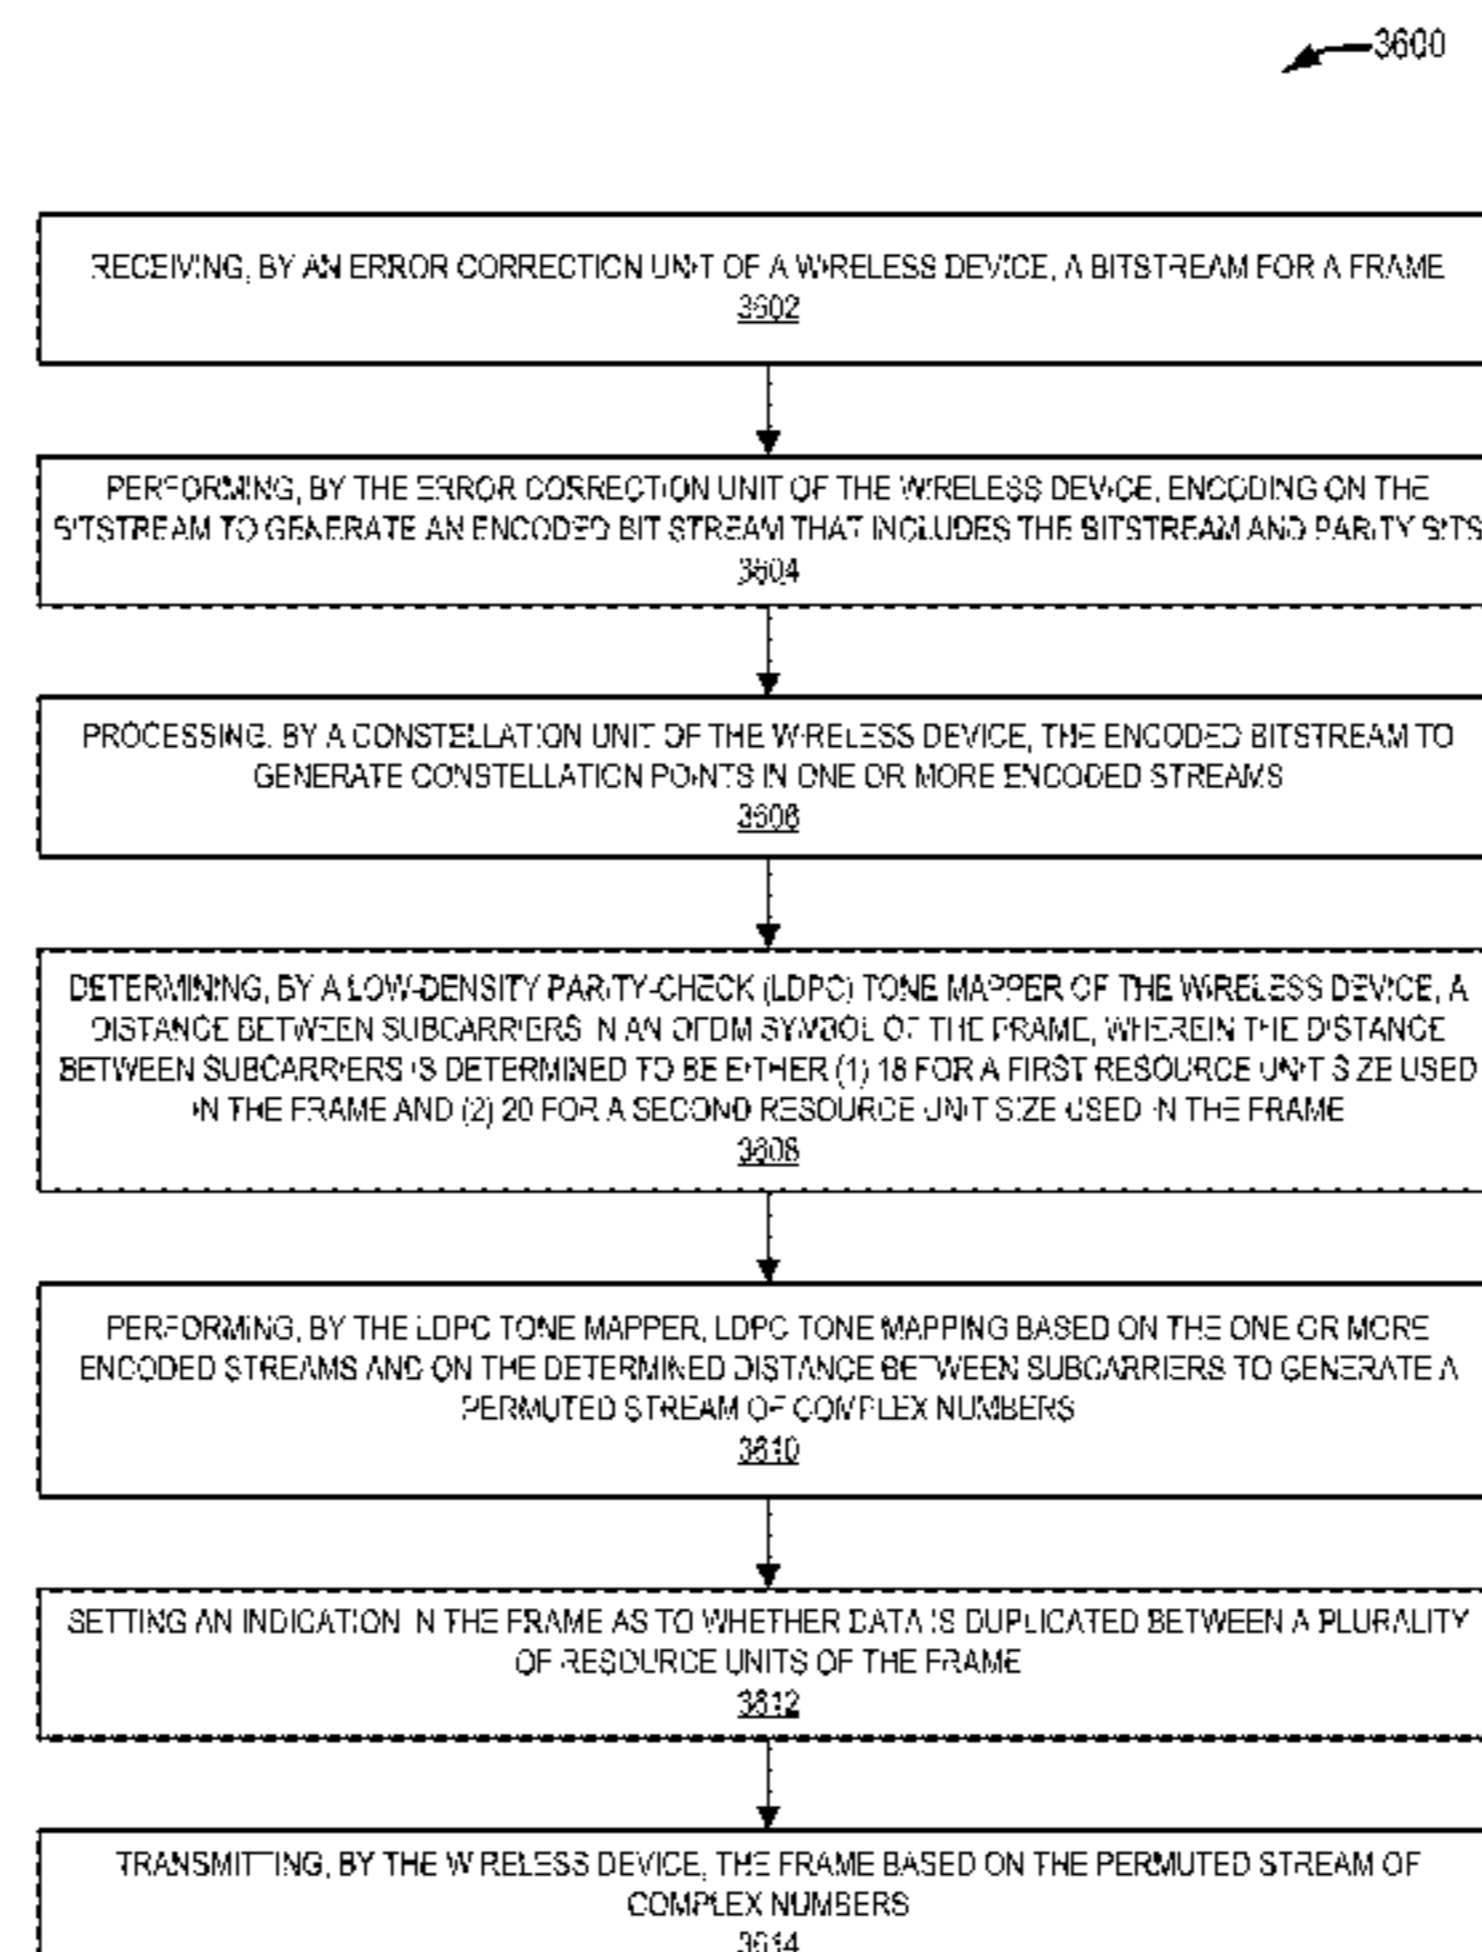 3600
RECEIVING, BY AN ERROR CORRECTION UNIT OF A WIRELESS DEVICE, A BITSTREAM FOR A FRAME
3602
PERFORMING, BY THE ERROR CORRECTION UNIT OF THE WIRELESS DEVICE, ENCODING ON THE
BITSTREAM TO GENERATE AN ENCODED BIT STREAM THAT INCLUDES THE BITSTREAM AND PARITY BITS
3604
PROCESSING, BY A CONSTELLATION UNIT OF THE WIRELESS DEVICE, THE ENCODED BITSTREAM TO
GENERATE CONSTELLATION POINTS IN ONE OR MORE ENCODED STREAMS
3606
DETERMINING, BY A LOW-DENSITY PARITY-CHECK (LDPC) TONE MAPPER OF THE WIRELESS DEVICE, A
DISTANCE BETWEEN SUBCARRIERS IN AN OFDM SYMBOL OF THE FRAME, WHEREIN THE DISTANCE
BETWEEN SUBCARRIERS IS DETERMINED TO BE EITHER (1) 18 FOR A FIRST RESOURCE UNIT SIZE USED
IN THE FRAME AND (2) 20 FOR A SECOND RESOURCE UNIT SIZE USED IN THE FRAME
3608
PERFORMING, BY THE LDPC TONE MAPPER, LDPC TONE MAPPING BASED ON THE ONE OR MORE
ENCODED STREAMS AND ON THE DETERMINED DISTANCE BETWEEN SUBCARRIERS TO GENERATE A
PERMUTED STREAM OF COMPLEX NUMBERS
3610
SETTING AN INDICATION IN THE FRAME AS TO WHETHER DATA IS DUPLICATED BETWEEN A PLURALITY
OF RESOURCE UNITS OF THE FRAME
3612
TRANSMITTING, BY THE WIRELESS DEVICE, THE FRAME BASED ON THE PERMUTED STREAM OF
COMPLEX NUMBERS
3614